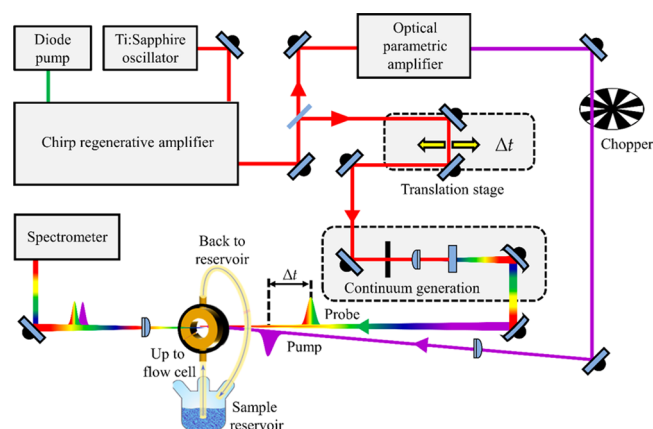 Diode
pump
Ti:Sapphire
oscillator
Optical
parametric
amplifier
Chirp regenerative amplifier
Chopper
Δt
Translation stage
Spectrometer
Back to
reservoir
Continuum generation
Δt
Probe
Pump
Up to
flow cell
Sample
reservoir